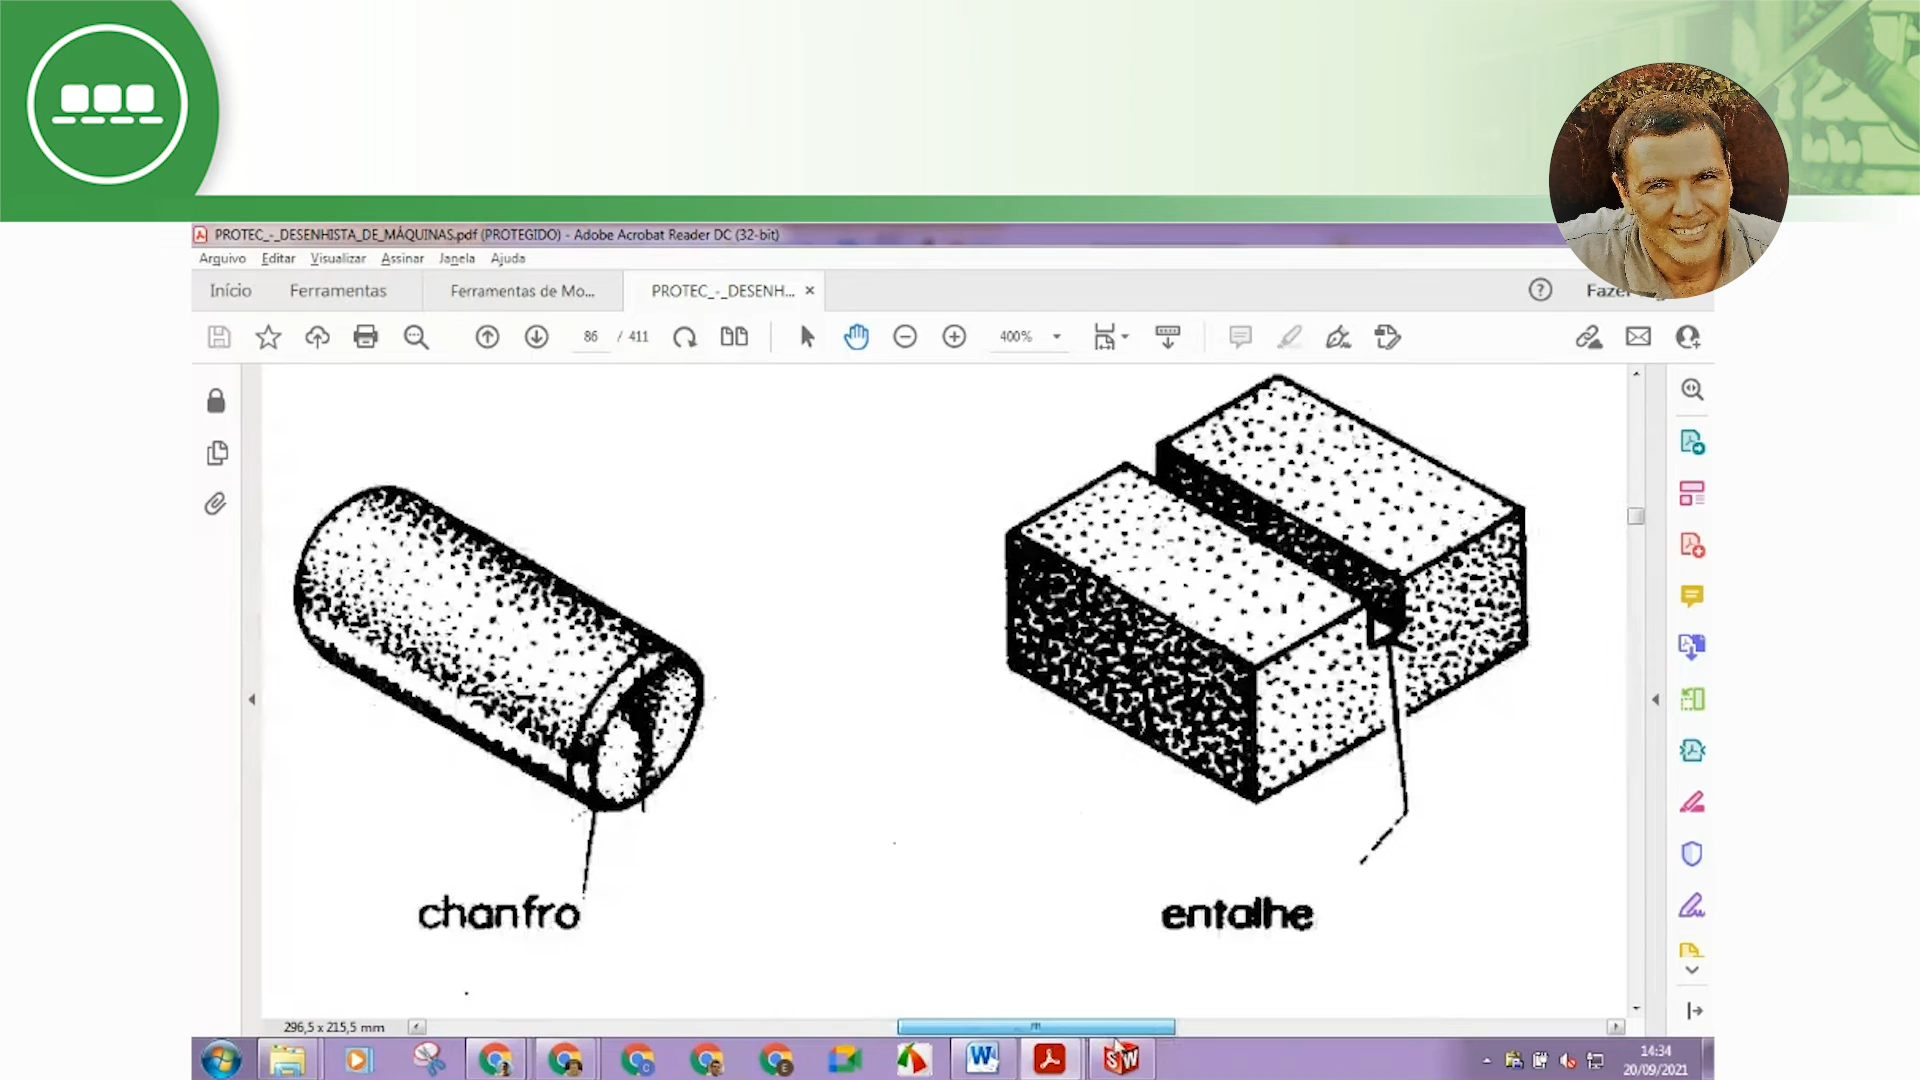 PROTEC_-_DESENHISTA_DE_MÁQUINAS.pdf (PROTEGIDO) - Adobe Acrobat Reader DC (32-bit)
Arquivo Editar Visualizar Assinar Janela Ajuda
Início Ferramentas Ferramentas de Mo... PROTEC_-_DESENH... × ? Fazer
86 / 411 400%
chanfro entalhe
296,5 x 215,5 mm
W SW 14:34
20/09/2021